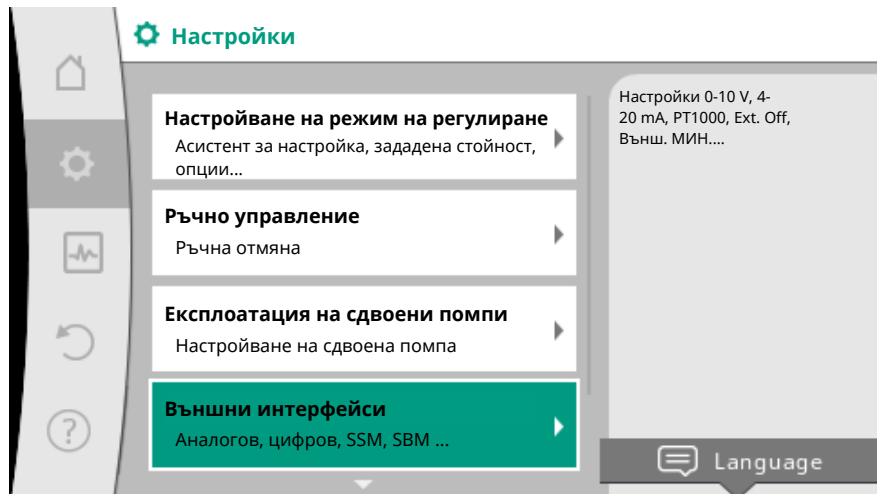 Настройки
Настройване на режим на регулиране
Асистент за настройка, зададена стойност,
опции...
Ръчно управление
Ръчна отмяна
Експлоатация на сдвоени помпи
Настройване на сдвоена помпа
Външни интерфейси
Аналогов, цифров, SSM, SBM ...
Настройки 0-10 V, 4-
20 mA, PT1000, Ext. Off,
Външ. МИН....
?
Language